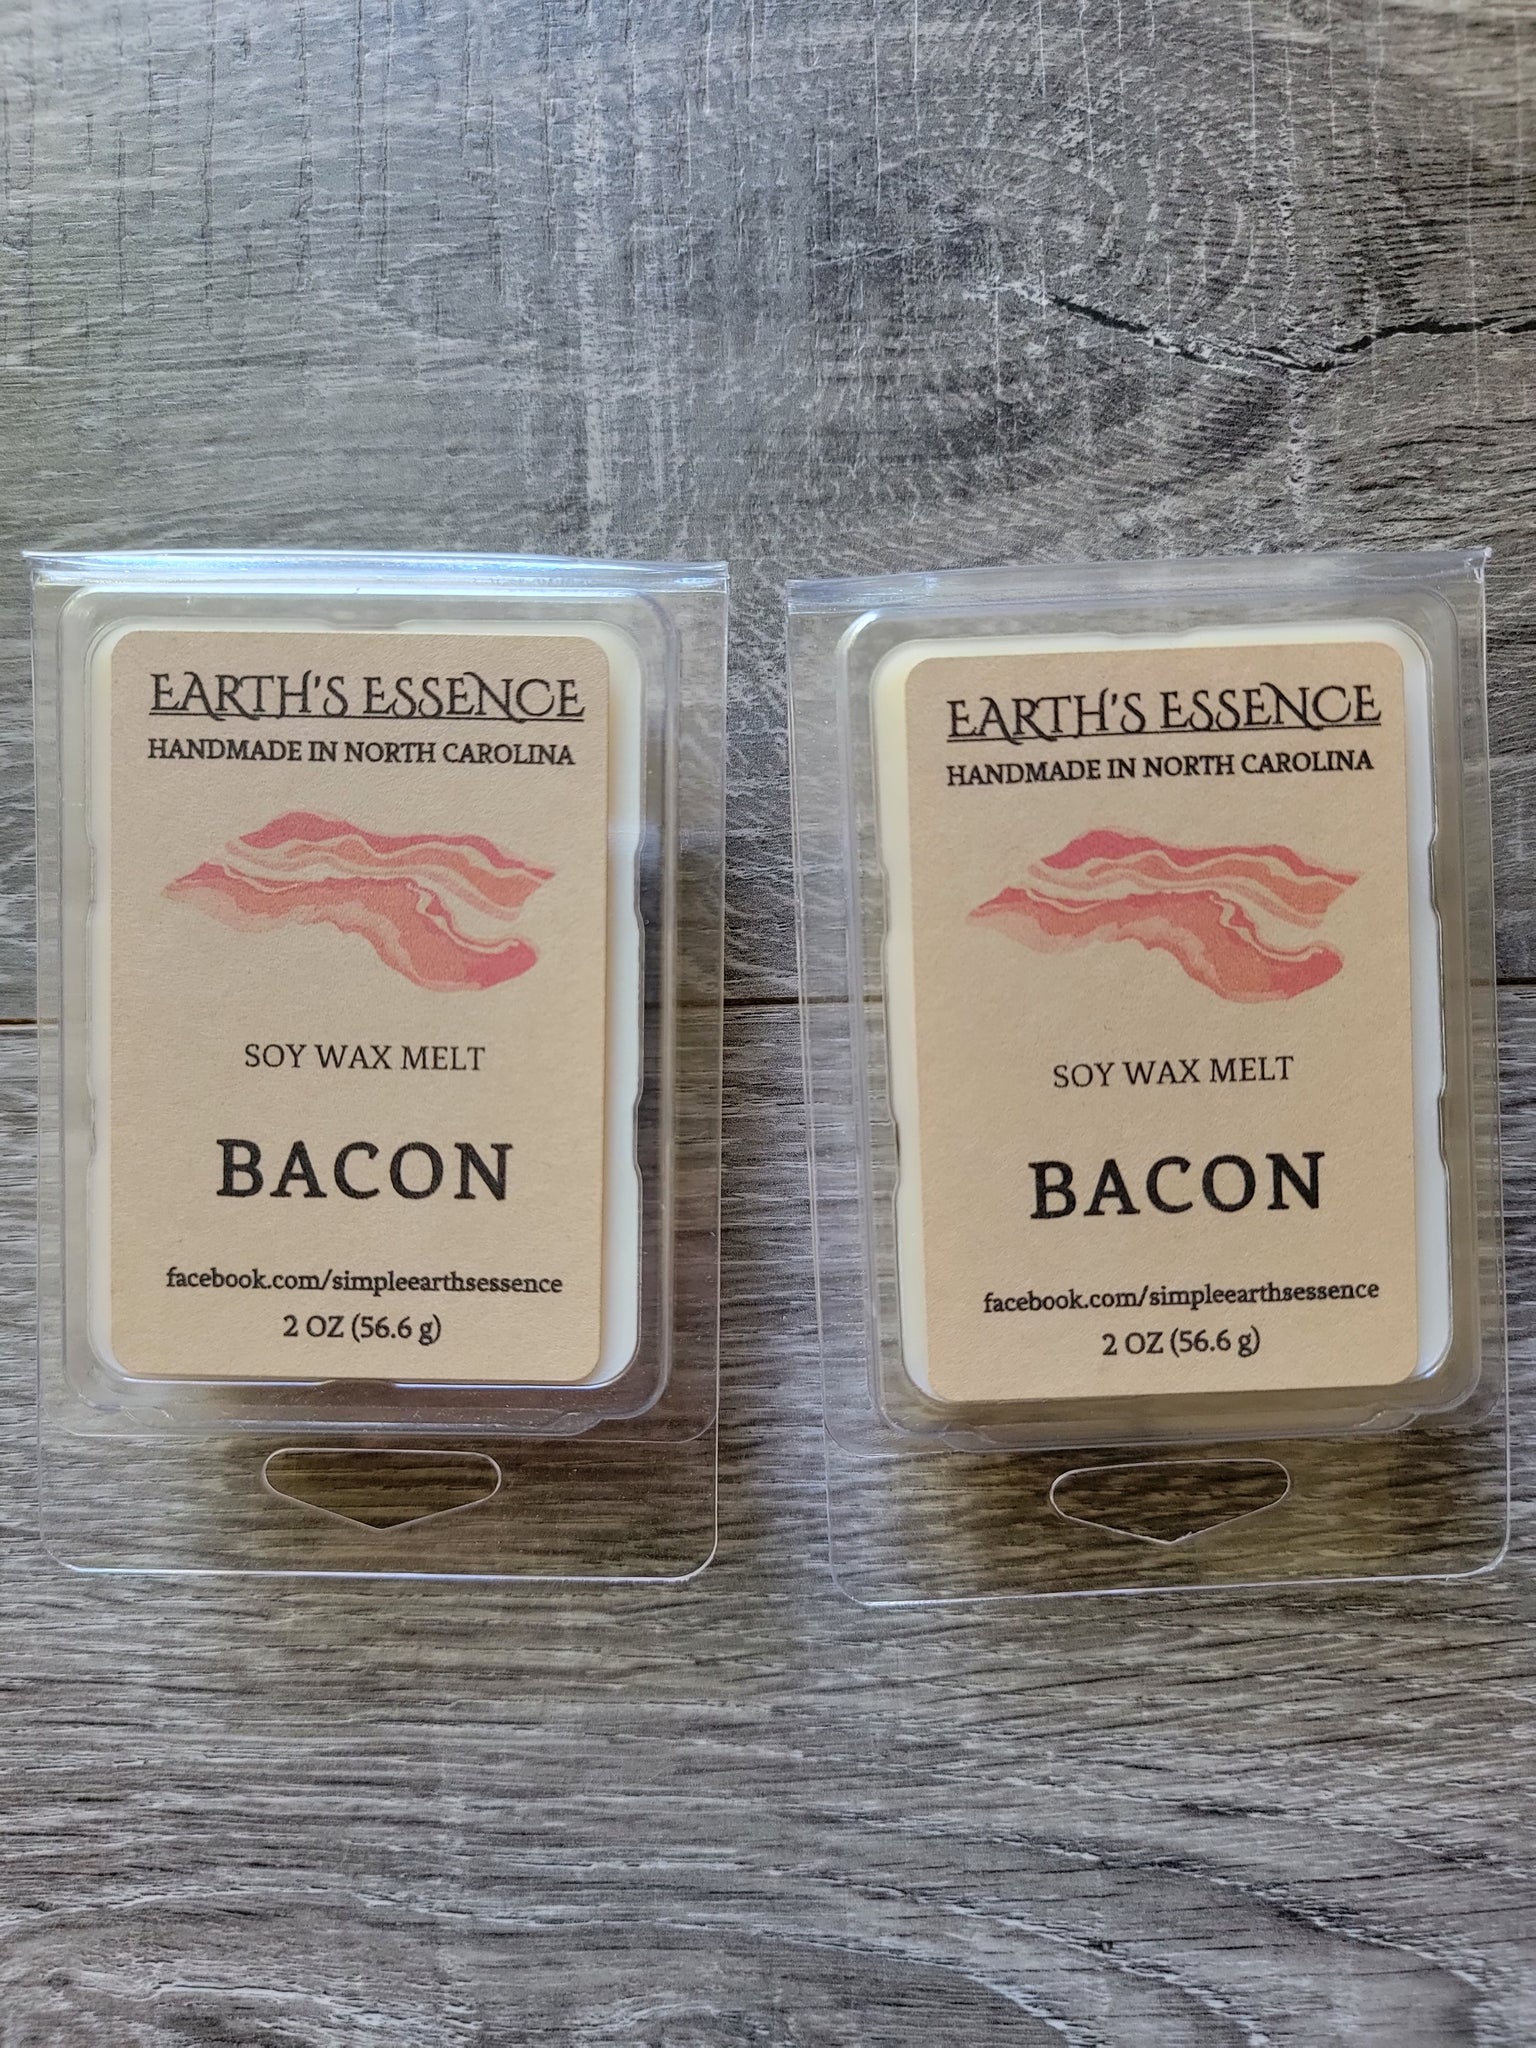 EARTH'S ESSENCE
HANDMADE IN NORTH CAROLINA
SOY WAX MELT
BACON
facebook.com/simpleearthsessence
2 OZ (56.6 g)
EARTH'S ESSENCE
HANDMADE IN NORTH CAROLINA
SOY WAX MELT
BACON
facebook.com/simpleearthsessence
2 OZ (56.6 g)